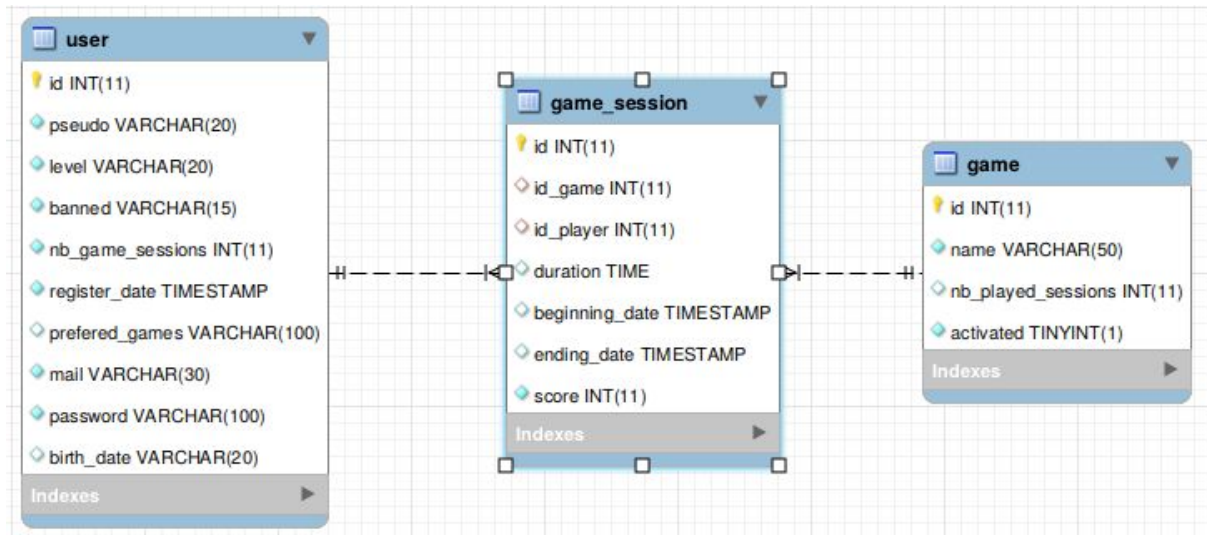 user
id INT(11)
pseudo VARCHAR(20)
level VARCHAR(20)
banned VARCHAR(15)
nb_game_sessions INT(11)
register_date TIMESTAMP
prefered_games VARCHAR(100)
mail VARCHAR(30)
password VARCHAR(100)
birth_date VARCHAR(20)
Indexes
game_session
id INT(11)
id_game INT(11)
id_player INT(11)
duration TIME
beginning_date TIMESTAMP
ending_date TIMESTAMP
score INT(11)
Indexes
game
id INT(11)
name VARCHAR(50)
nb_played_sessions INT(11)
activated TINYINT(1)
Indexes